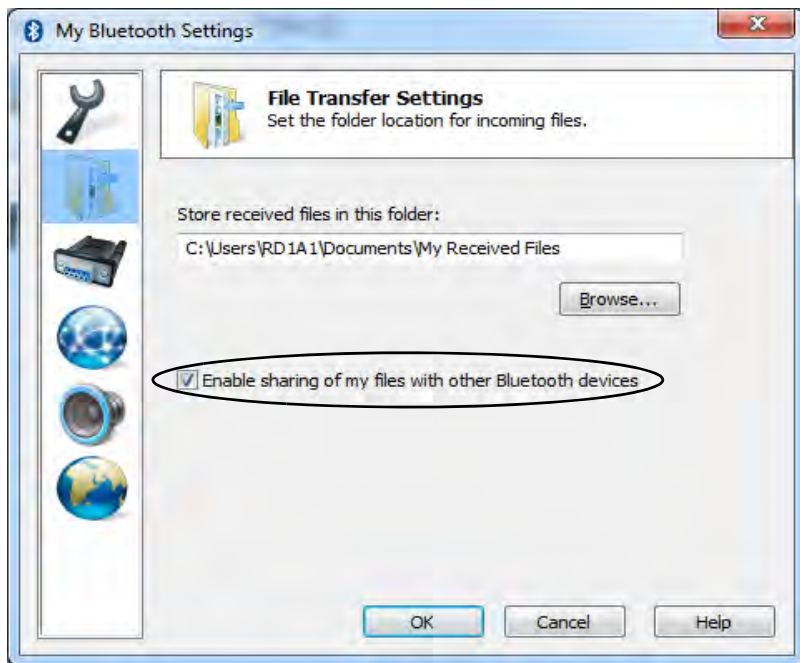 My Bluetooth Settings
File Transfer Settings
Set the folder location for incoming files.
Store received files in this folder:
C:\Users\RD1A1\Documents\My Received Files
Browse...
Enable sharing of my files with other Bluetooth devices
OK Cancel Help